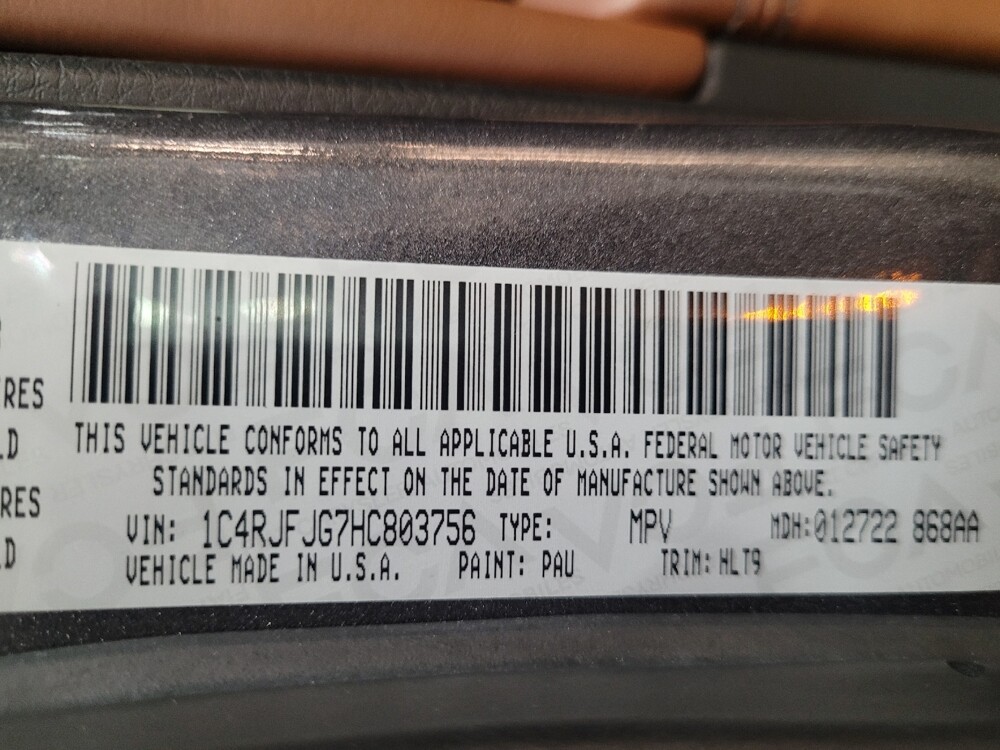 RES
LD
RES
D
THIS VEHICLE CONFORMS TO ALL APPLICABLE U.S.A. FEDERAL MOTOR VEHICLE SAFETY
STANDARDS IN EFFECT ON THE DATE OF MANUFACTURE SHOWN ABOVE.
VIN: 1C4RJFJG7HC803756 TYPE: MPV MDH:012722 868AA
VEHICLE MADE IN U.S.A. PAINT: PAU TRIM: HLT9